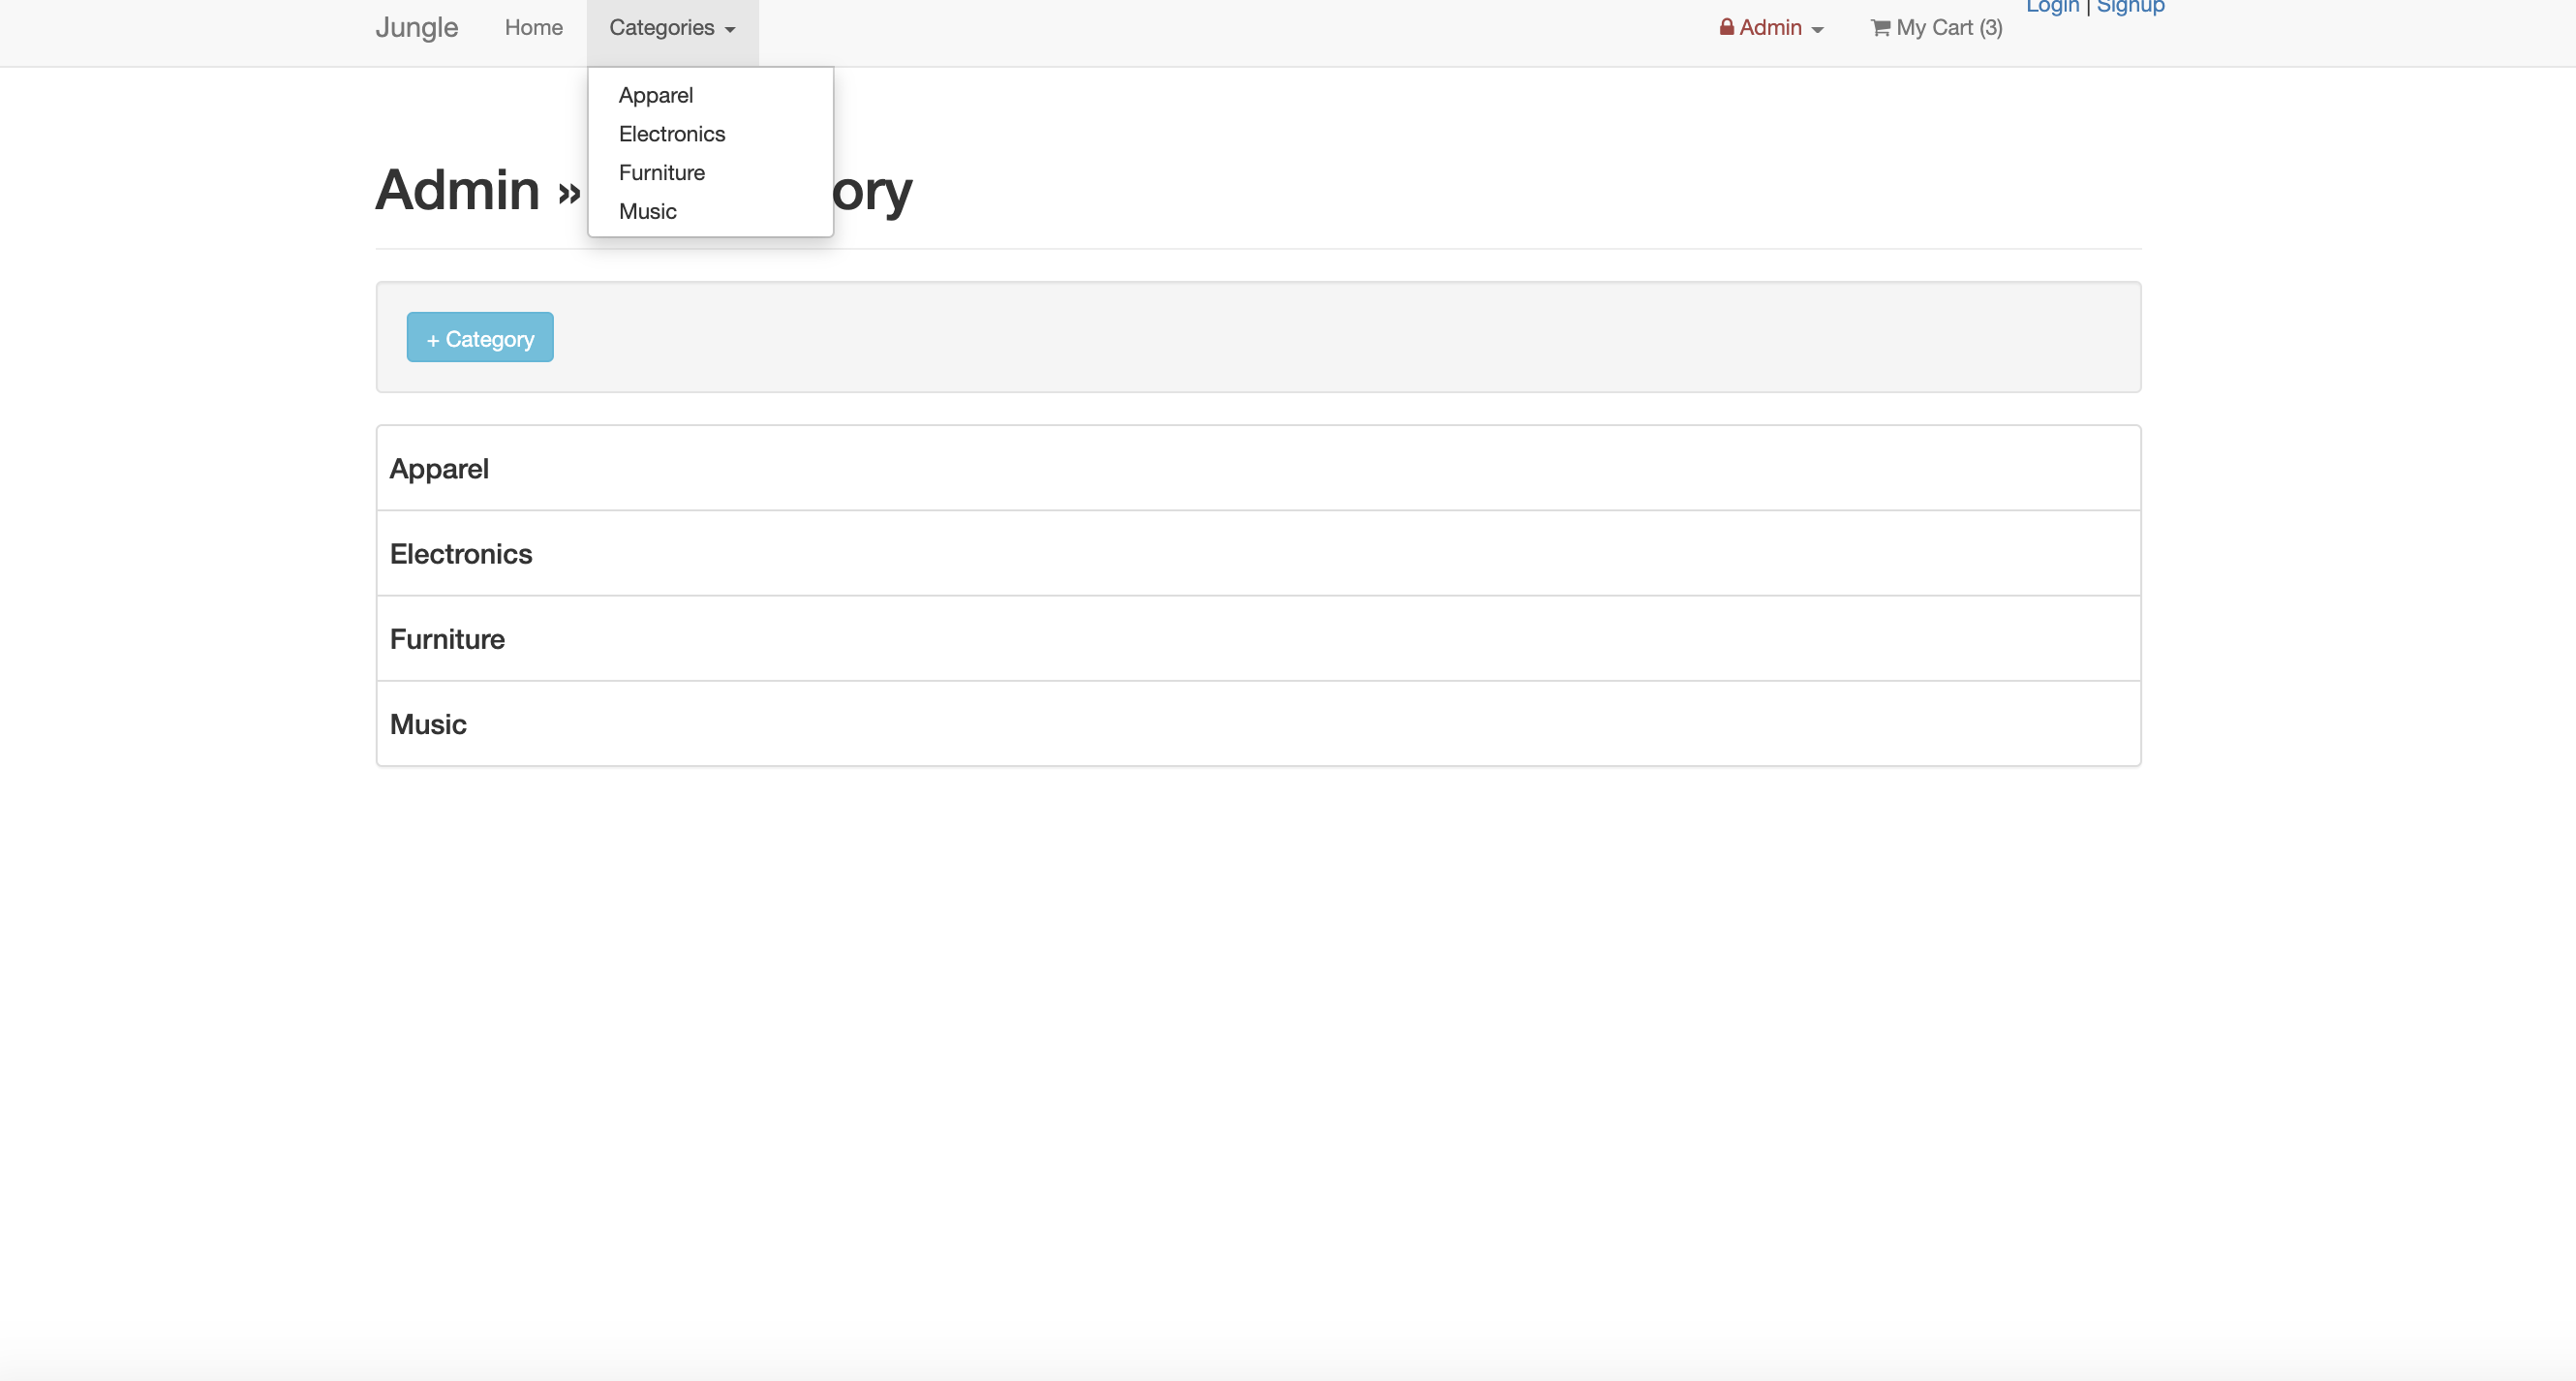 Login | Signup
Jungle Home Categories Admin My Cart (3)
Apparel
Electronics
Furniture
Music
Admin » ory
+ Category
Apparel
Electronics
Furniture
Music